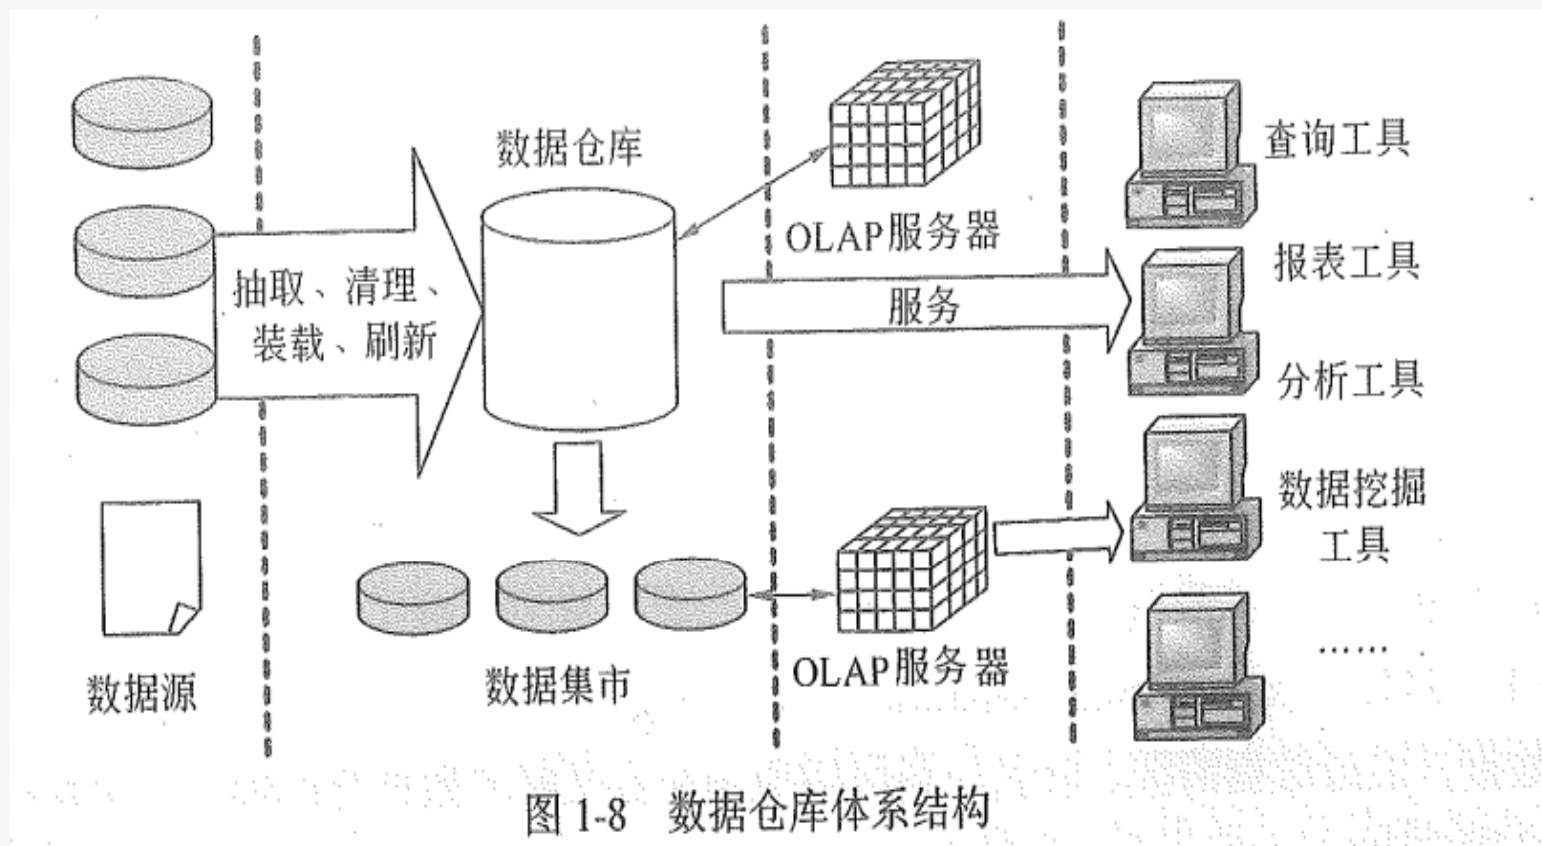 数据仓库
查询工具
OLAP服务器
报表工具
抽取、清理、
装载、刷新
服务
分析工具
数据挖掘
工具
数据源
数据集市
OLAP服务器
……
图 1-8 数据仓库体系结构